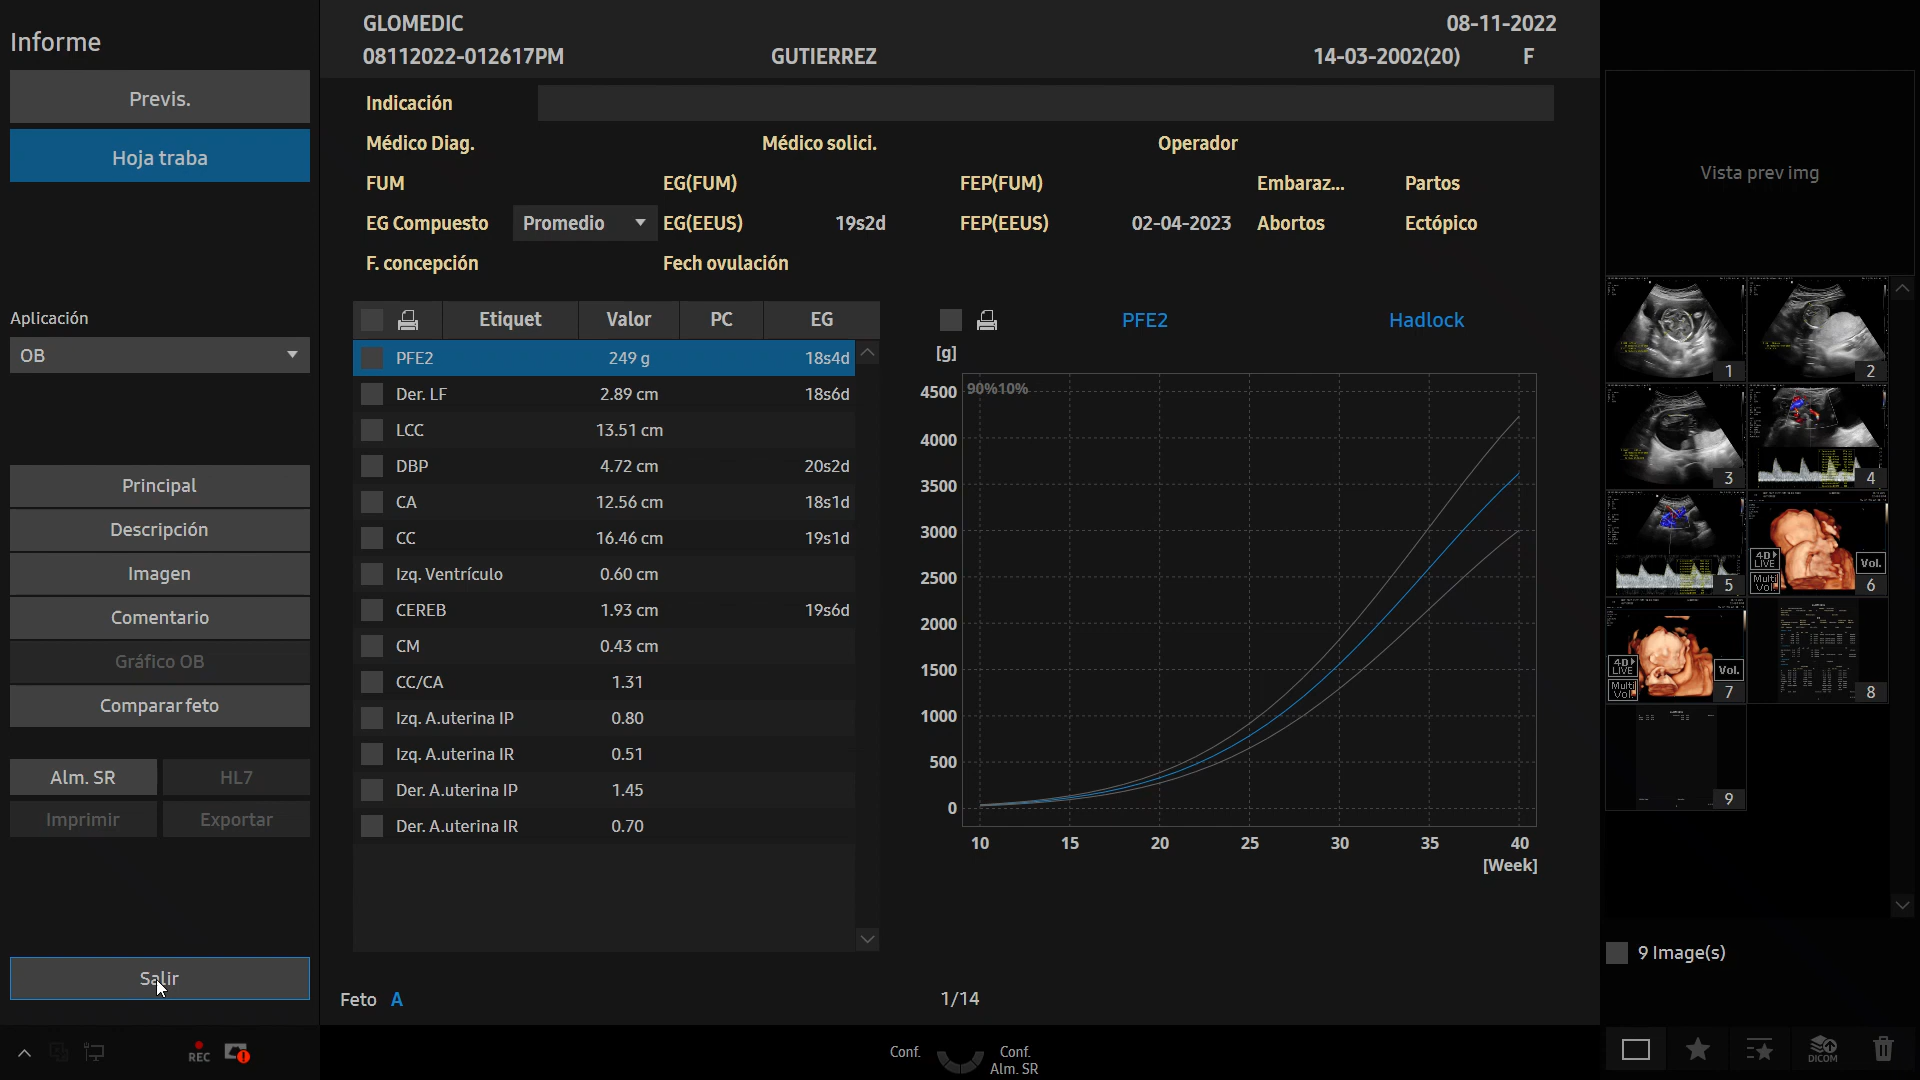 Informe
Previs.
Hoja traba
Aplicación
OB
Principal
Descripción
Imagen
Comentario
Gráfico OB
Comparar feto
Alm. SR HL7
Imprimir Exportar
Salir
REC
GLOMEDIC 08-11-2022
08112022-012617PM GUTIERREZ 14-03-2002(20) F
Indicación
Médico Diag. Médico solici. Operador
FUM EG(FUM) FEP(FUM) Embaraz... Partos
EG Compuesto Promedio EG(EEUS) 19s2d FEP(EEUS) 02-04-2023 Abortos Ectópico
F. concepción Fech ovulación
Etiquet Valor PC EG
PFE2 249 g 18s4d
Der. LF 2.89 cm 18s6d
LCC 13.51 cm
DBP 4.72 cm 20s2d
CA 12.56 cm 18s1d
CC 16.46 cm 19s1d
Izq. Ventrículo 0.60 cm
CEREB 1.93 cm 19s6d
CM 0.43 cm
CC/CA 1.31
Izq. A.uterina IP 0.80
Izq. A.uterina IR 0.51
Der. A.uterina IP 1.45
Der. A.uterina IR 0.70
PFE2 Hadlock
[g]
90%10%
4500
4000
3500
3000
2500
2000
1500
1000
500
0
10 15 20 25 30 35 40
[Week]
Feto A 1/14
Conf. Conf.
Alm. SR
Vista prev img
1 2
3 4
5 4D LIVE Multi Vol Vol. 6
4D LIVE Multi Vol Vol. 7 8
9
9 Image(s)
DICOM